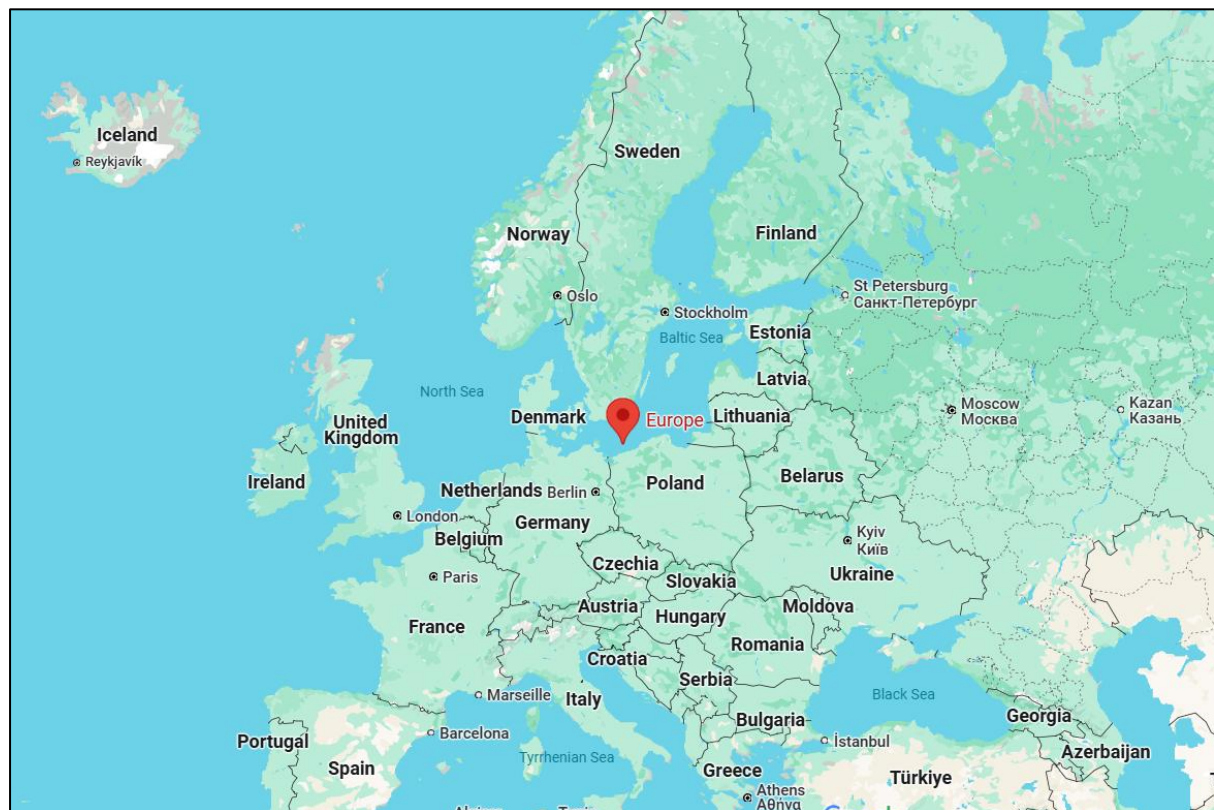 Iceland
Reykjavík
Sweden
Norway
Finland
Oslo
St Petersburg
Санкт-Петербург
Stockholm
Estonia
Baltic Sea
North Sea
Latvia
Denmark
Europe
Lithuania
Moscow
Москва
Kazan
Казань
United
Kingdom
Ireland
Netherlands
Berlin
Poland
Belarus
London
Germany
Belgium
Kyiv
Київ
Czechia
Paris
Slovakia
Ukraine
Austria
Hungary
Moldova
France
Romania
Croatia
Serbia
Marseille
Italy
Black Sea
Bulgaria
Georgia
Portugal
Barcelona
İstanbul
Azerbaijan
Spain
Tyrrhenian Sea
Greece
Türkiye
Athens
Αθήνα